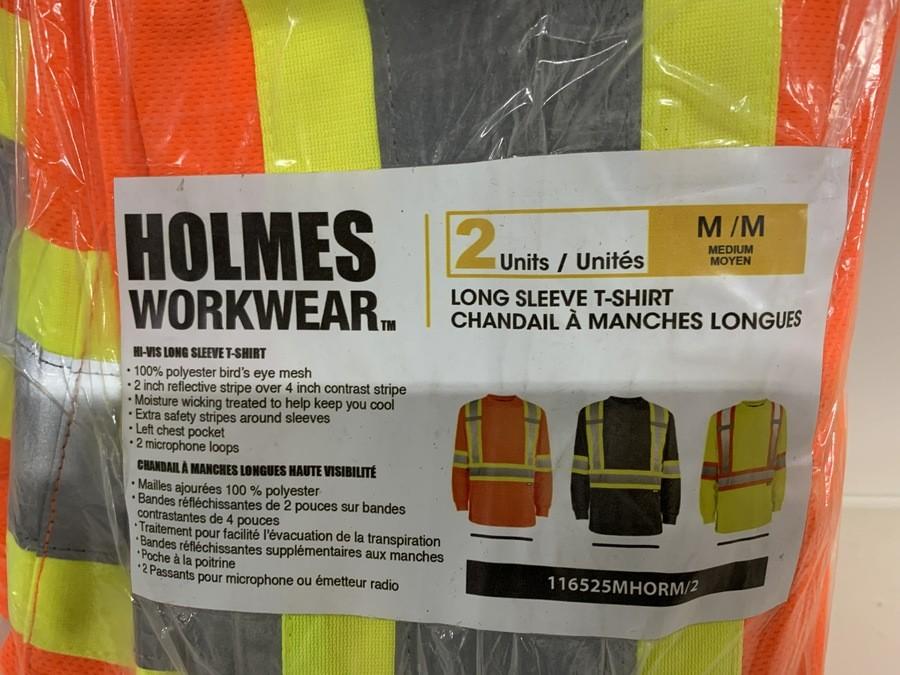 HOLMES
WORKWEAR™
2 Units / Unités
M /M
MEDIUM
MOYEN
LONG SLEEVE T-SHIRT
CHANDAIL À MANCHES LONGUES
HI-VIS LONG SLEEVE T-SHIRT
• 100% polyester bird's eye mesh
• 2 inch reflective stripe over 4 inch contrast stripe
• Moisture wicking treated to help keep you cool
• Extra safety stripes around sleeves
• Left chest pocket
• 2 microphone loops
CHANDAIL À MANCHES LONGUES HAUTE VISIBILITÉ
• Mailles ajourées 100 % polyester
• Bandes réfléchissantes de 2 pouces sur bandes
contrastantes de 4 pouces
• Traitement pour facilité l'évacuation de la transpiration
• Bandes réfléchissantes supplémentaires aux manches
• Poche à la poitrine
• 2 Passants pour microphone ou émetteur radio
116525MHORM/2